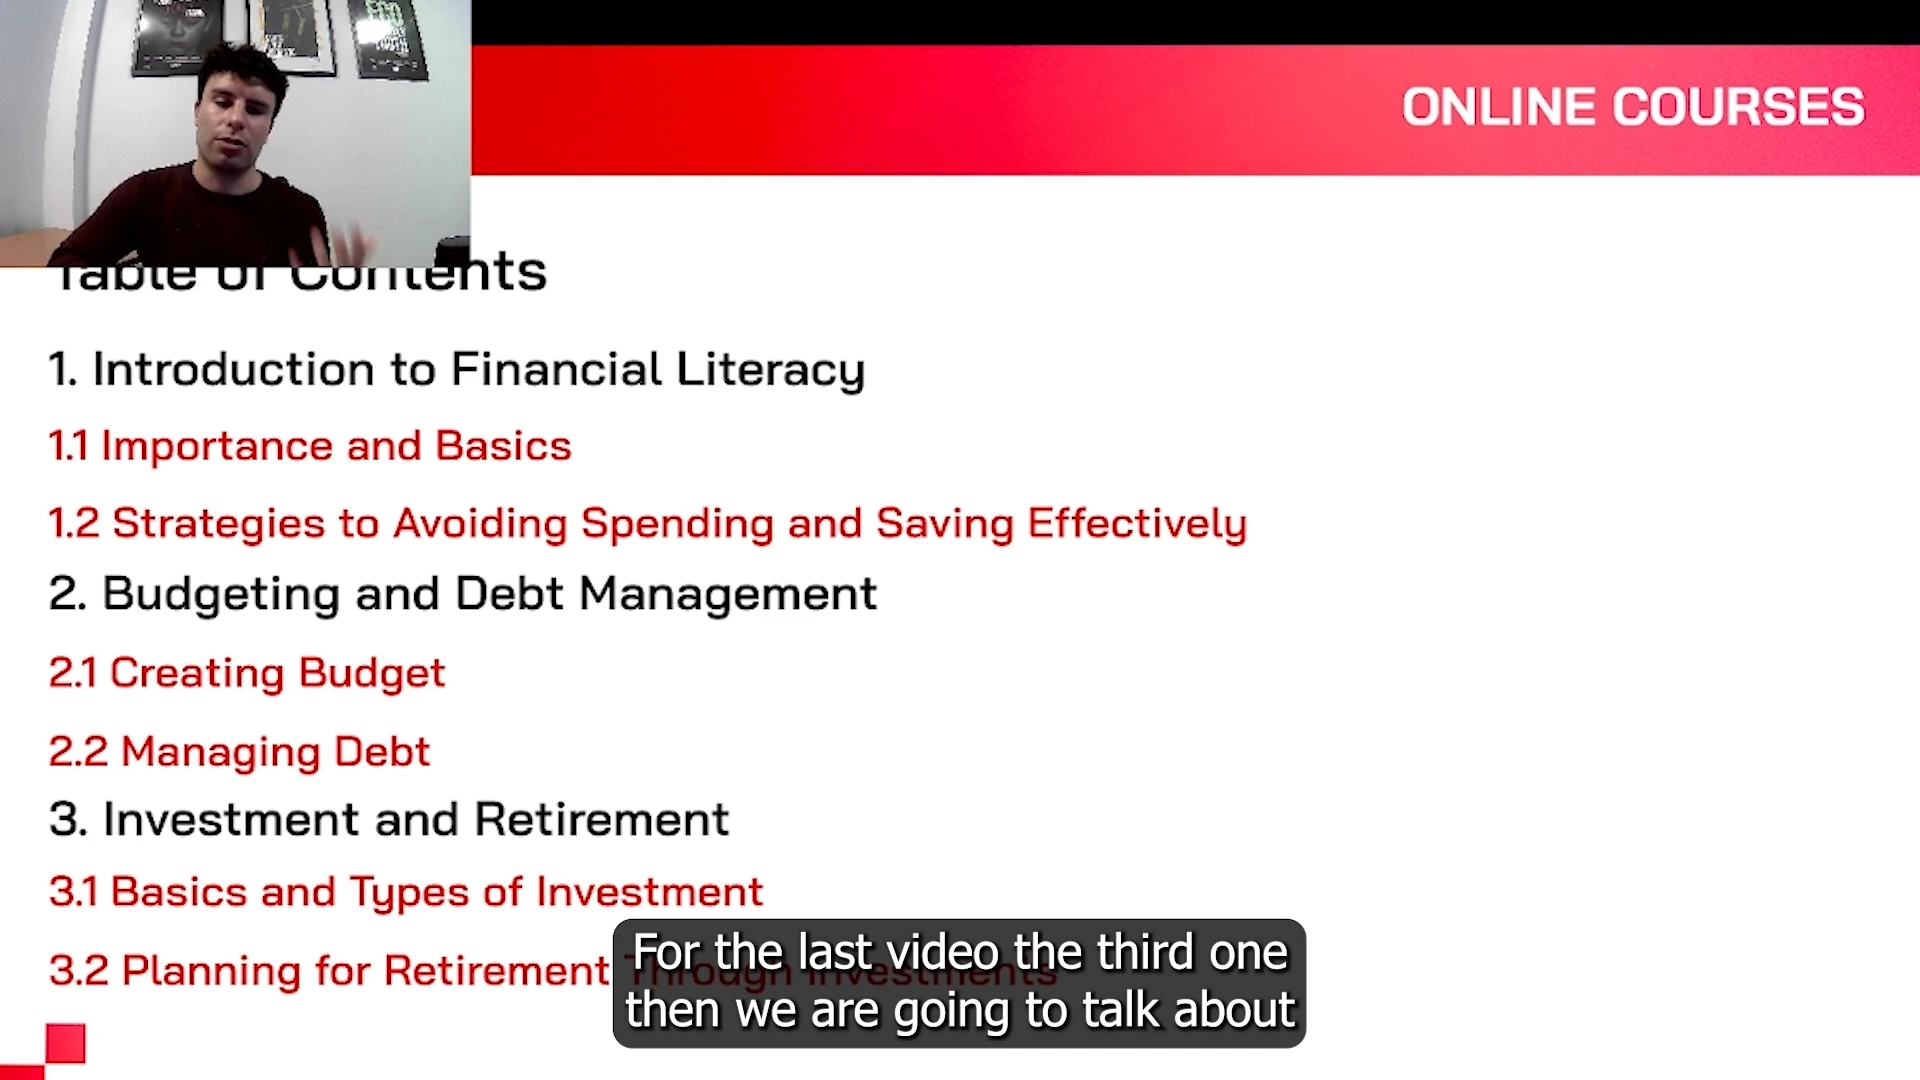 ONLINE COURSES
Table of Contents
1. Introduction to Financial Literacy
1.1 Importance and Basics
1.2 Strategies to Avoiding Spending and Saving Effectively
2. Budgeting and Debt Management
2.1 Creating Budget
2.2 Managing Debt
3. Investment and Retirement
3.1 Basics and Types of Investment
3.2 Planning for Retirement Through Investments
For the last video the third one
then we are going to talk about